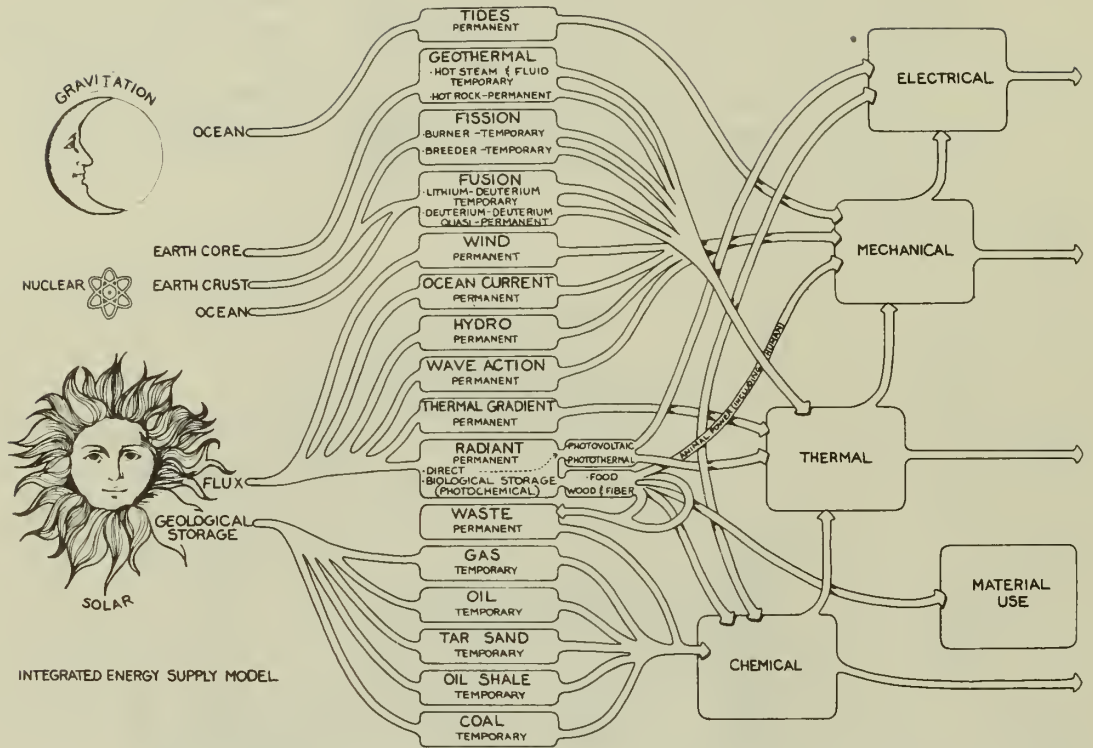 GRAVITATION
OCEAN
EARTH CORE
NUCLEAR
EARTH CRUST
OCEAN
FLUX
GEOLOGICAL
STORAGE
SOLAR
INTEGRATED ENERGY SUPPLY MODEL
TIDES
PERMANENT
GEOTHERMAL
·HOT STEAM & FLUID
TEMPORARY
·HOT ROCK-PERMANENT
FISSION
·BURNER-TEMPORARY
·BREEDER-TEMPORARY
FUSION
·LITHIUM-DEUTERIUM
TEMPORARY
·DEUTERIUM-DEUTERIUM
QUASI-PERMANENT
WIND
PERMANENT
OCEAN CURRENT
PERMANENT
HYDRO
PERMANENT
WAVE ACTION
PERMANENT
THERMAL GRADIENT
PERMANENT
RADIANT
PERMANENT
·DIRECT
·BIOLOGICAL STORAGE
(PHOTOCHEMICAL)
·PHOTOVOLTAIC
·PHOTOTHERMAL
·FOOD
WOOD & FIBER
WASTE
PERMANENT
GAS
TEMPORARY
OIL
TEMPORARY
TAR SAND
TEMPORARY
OIL SHALE
TEMPORARY
COAL
TEMPORARY
ANIMAL POWER (INCLUDING HUMAN)
ELECTRICAL
MECHANICAL
THERMAL
MATERIAL
USE
CHEMICAL